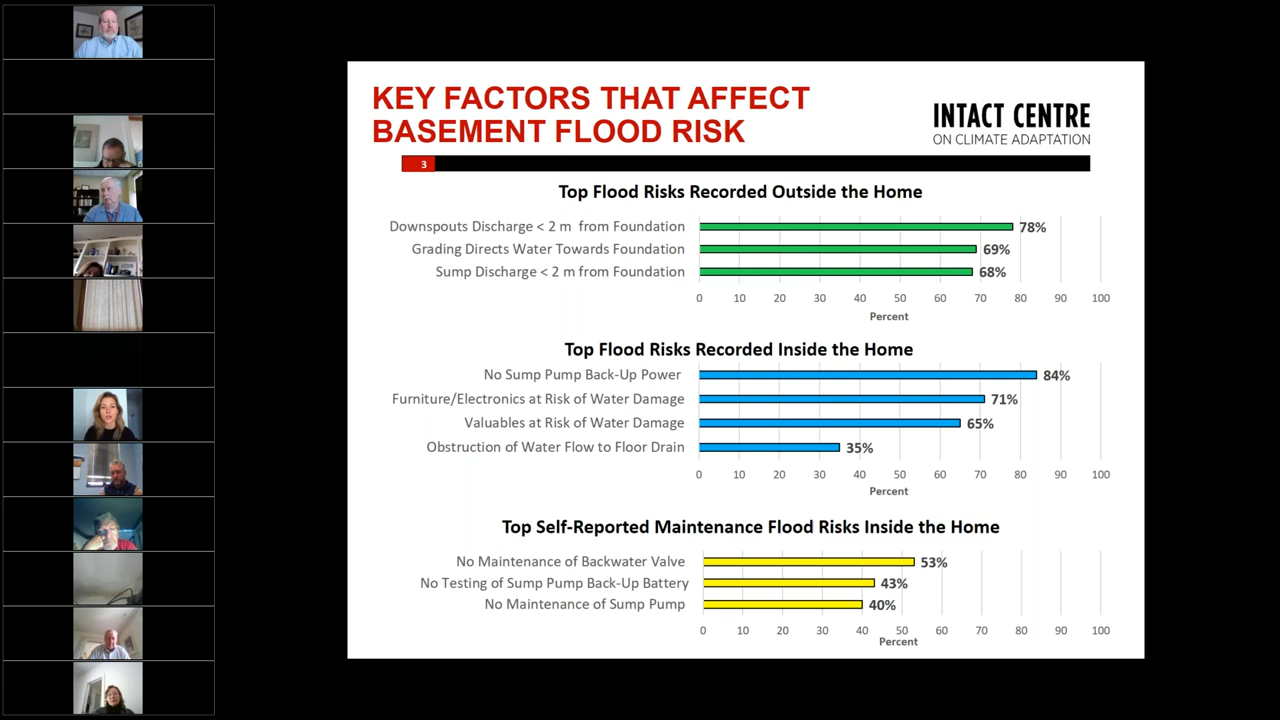 KEY FACTORS THAT AFFECT
BASEMENT FLOOD RISK
INTACT CENTRE
ON CLIMATE ADAPTATION
3
Top Flood Risks Recorded Outside the Home
Downspouts Discharge < 2 m from Foundation 78%
Grading Directs Water Towards Foundation 69%
Sump Discharge < 2 m from Foundation 68%
0 10 20 30 40 50 60 70 80 90 100
Percent
Top Flood Risks Recorded Inside the Home
No Sump Pump Back-Up Power 84%
Furniture/Electronics at Risk of Water Damage 71%
Valuables at Risk of Water Damage 65%
Obstruction of Water Flow to Floor Drain 35%
0 10 20 30 40 50 60 70 80 90 100
Percent
Top Self-Reported Maintenance Flood Risks Inside the Home
No Maintenance of Backwater Valve 53%
No Testing of Sump Pump Back-Up Battery 43%
No Maintenance of Sump Pump 40%
0 10 20 30 40 50 60 70 80 90 100
Percent